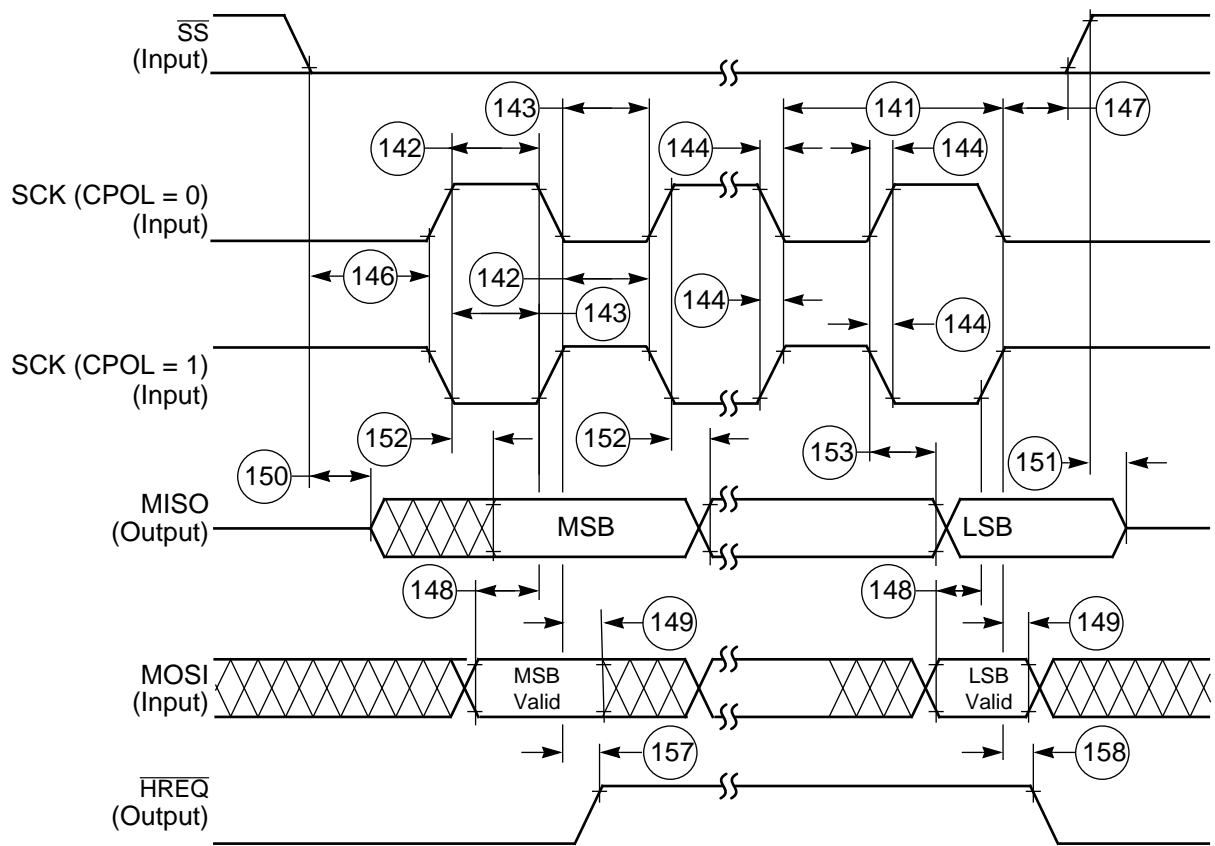 SS
(Input)
143
141
147
142
144
144
SCK (CPOL = 0)
(Input)
146
142
144
143
144
SCK (CPOL = 1)
(Input)
152
152
153
150
151
MISO
(Output)
MSB
LSB
148
148
149
149
MOSI
(Input)
MSB
Valid
LSB
Valid
157
158
HREQ
(Output)